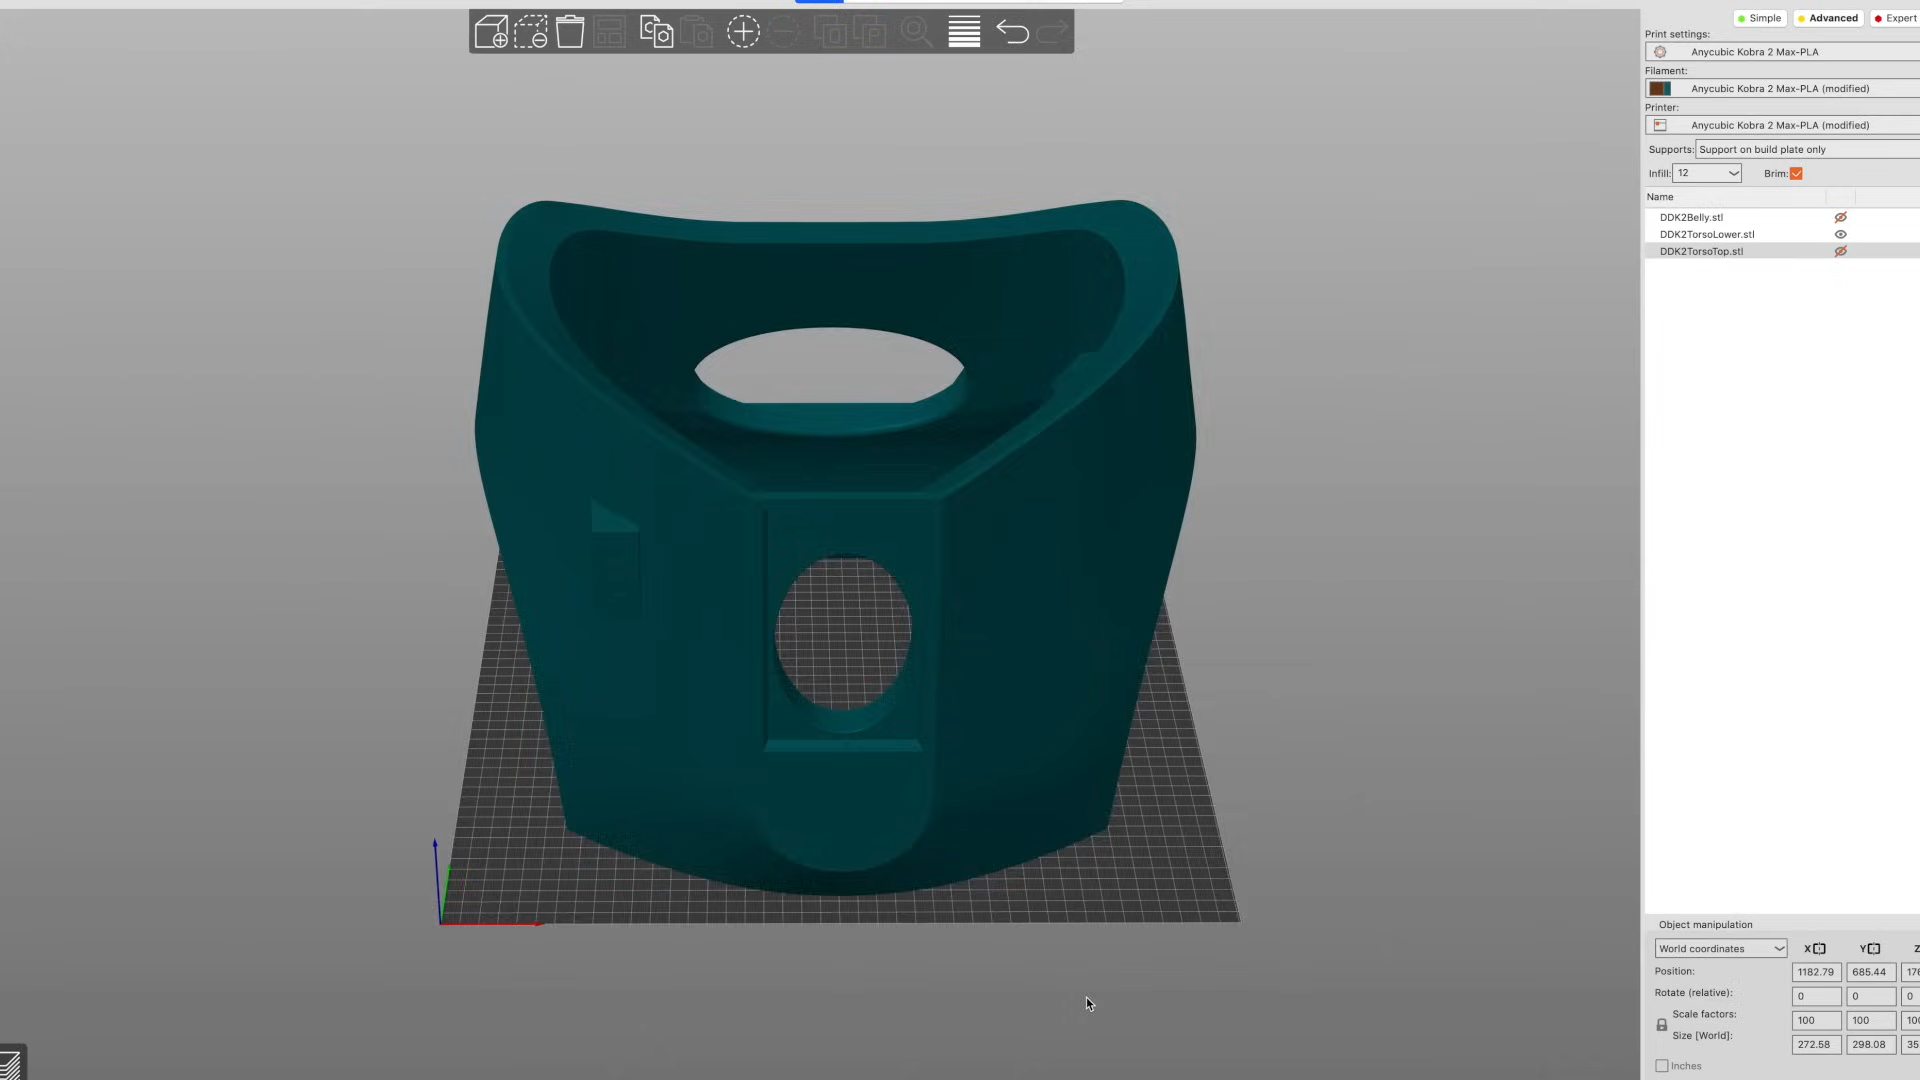 Simple Advanced Expert
Print settings:
Anycubic Kobra 2 Max-PLA
Filament:
Anycubic Kobra 2 Max-PLA (modified)
Printer:
Anycubic Kobra 2 Max-PLA (modified)
Supports: Support on build plate only
Infill: 12 Brim:
Name
DDK2Belly.stl
DDK2TorsoLower.stl
DDK2TorsoTop.stl
Object manipulation
World coordinates X Y Z
Position: 1182.79 685.44 176
Rotate (relative): 0 0 0
Scale factors: 100 100 100
Size [World]: 272.58 298.08 35
Inches